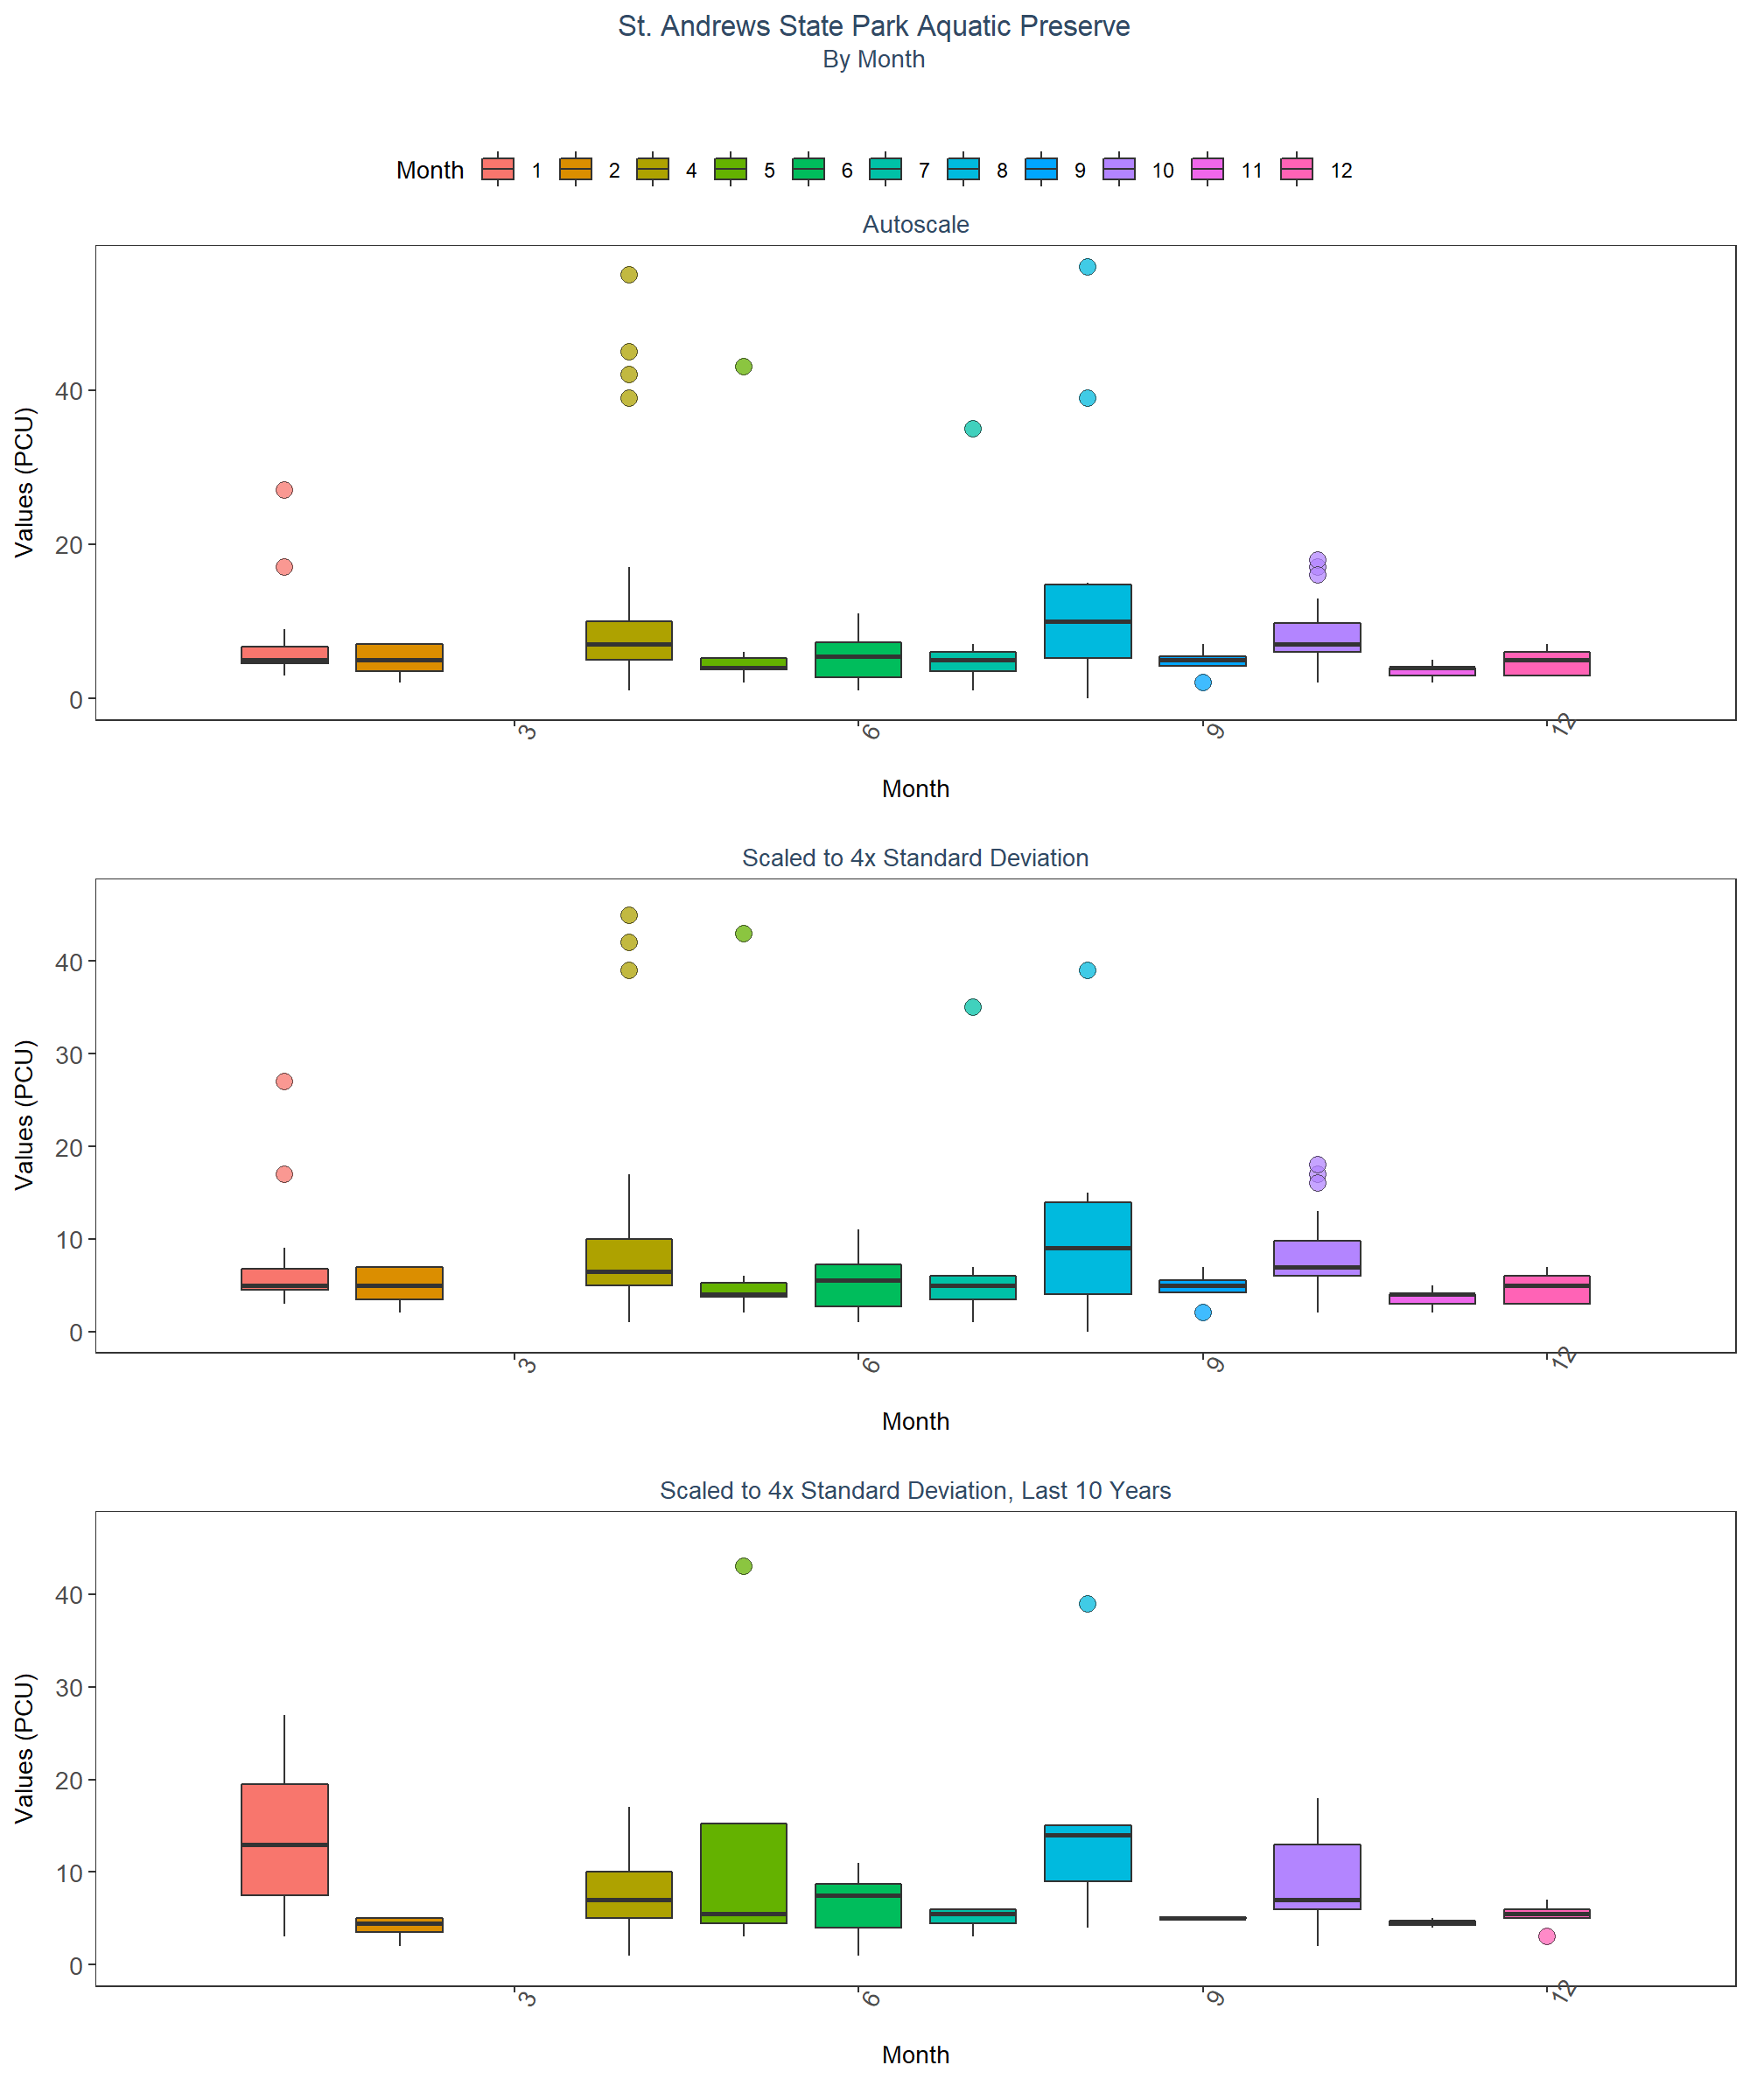 St. Andrews State Park Aquatic Preserve
By Month
Month 1 2 4 5 6 7 8 9 10 11 12
Autoscale
Values (PCU)
40
20
0
3 6 9 12
Month
Scaled to 4x Standard Deviation
Values (PCU)
40
30
20
10
0
3 6 9 12
Month
Scaled to 4x Standard Deviation, Last 10 Years
Values (PCU)
40
30
20
10
0
3 6 9 12
Month